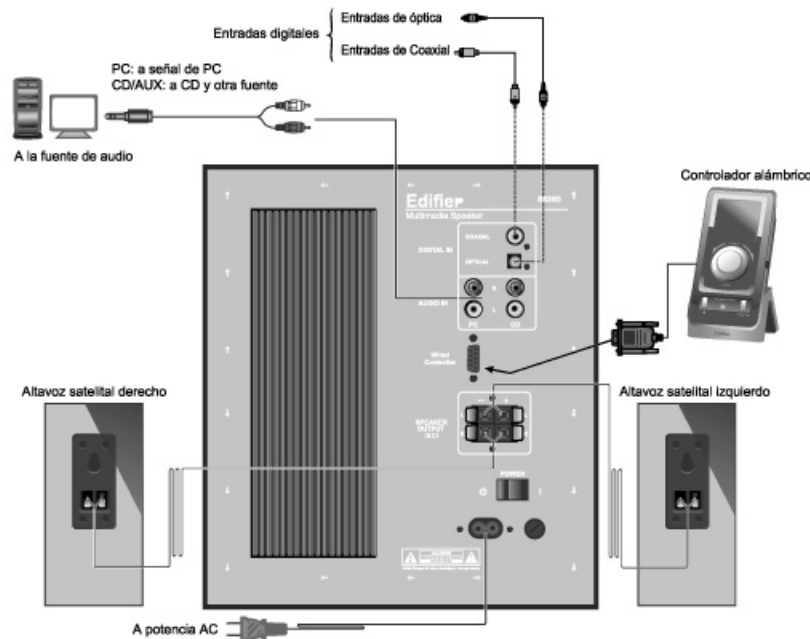 Entradas digitales
Entradas de óptica
Entradas de Coaxial
PC: a señal de PC
CD/AUX: a CD y otra fuente
A la fuente de audio
Controlador alámbrico
Edifier
Multimedia Speaker
DIGITAL IN
COAXIAL
OPTICAL
AUDIO IN
R
L
PC
CD
Wired
Controller
Altavoz satelital derecho
Altavoz satelital izquierdo
SPEAKER
OUTPUT
- +
L
L
R
R
POWER
A potencia AC